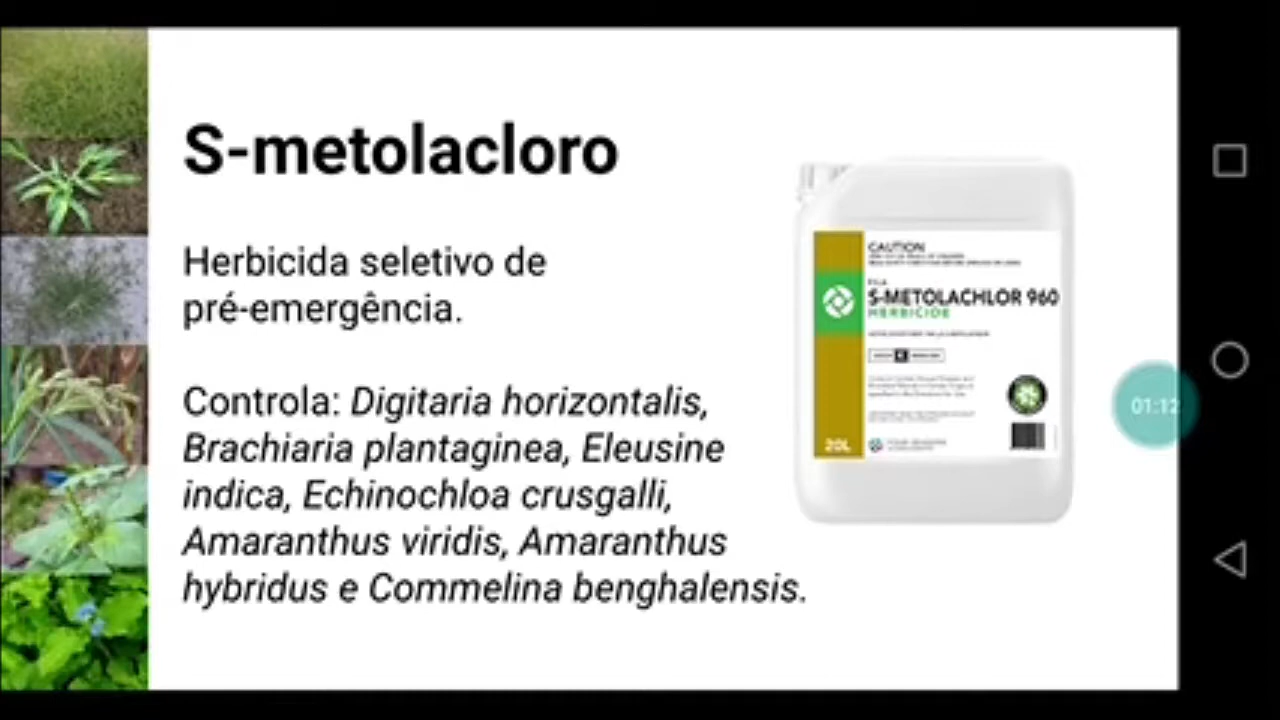 S-metolacloro
Herbicida seletivo de
pré-emergência.
Controla: Digitaria horizontalis,
Brachiaria plantaginea, Eleusine
indica, Echinochloa crusgalli,
Amaranthus viridis, Amaranthus
hybridus e Commelina benghalensis.
CAUTION
S-METOLACHLOR 960
HERBICIDE
20L
01:12